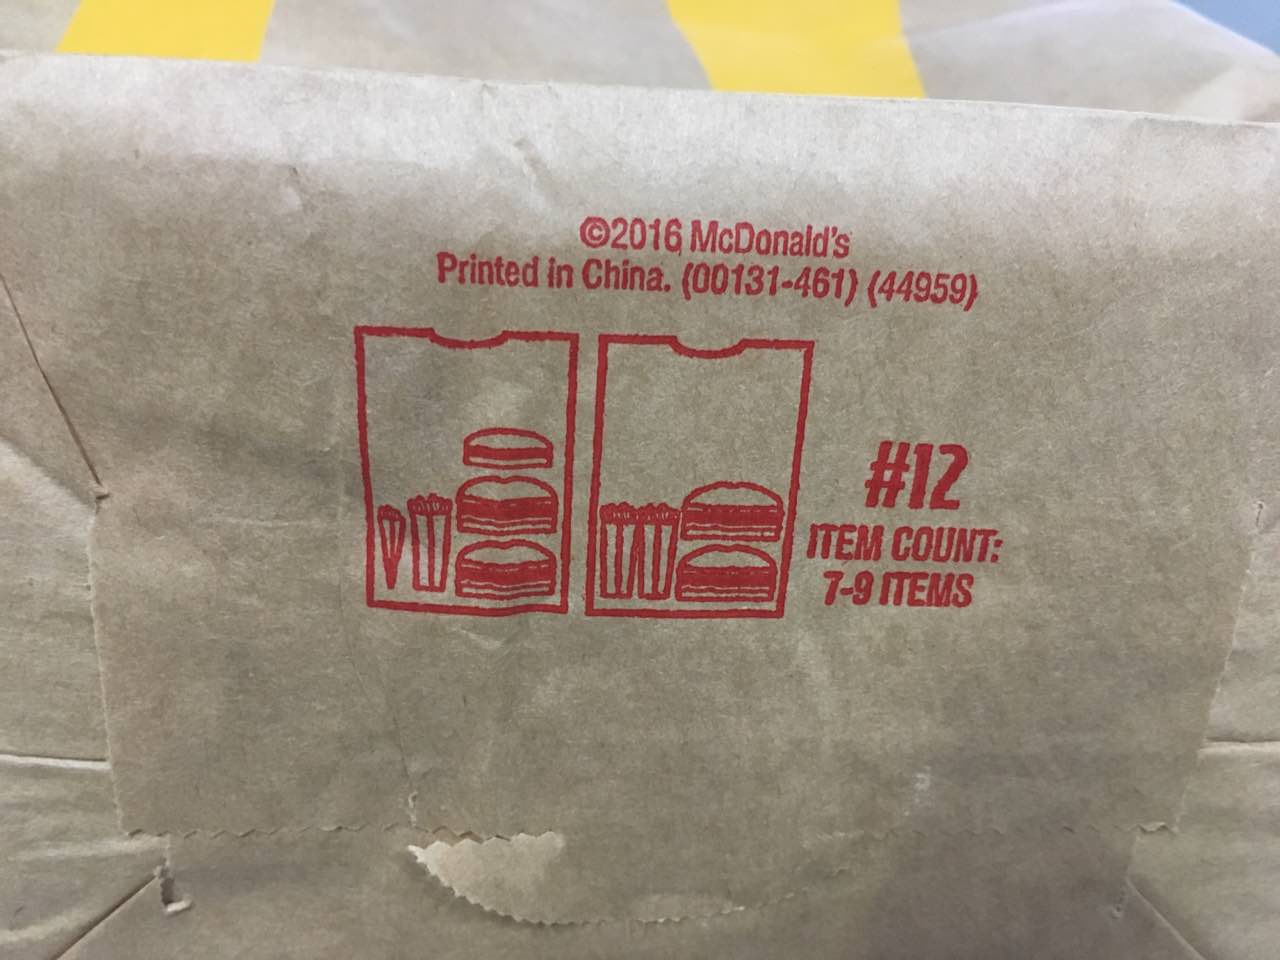 ©2016 McDonald's
Printed in China. (00131-461) (44959)
#12
ITEM COUNT:
7-9 ITEMS